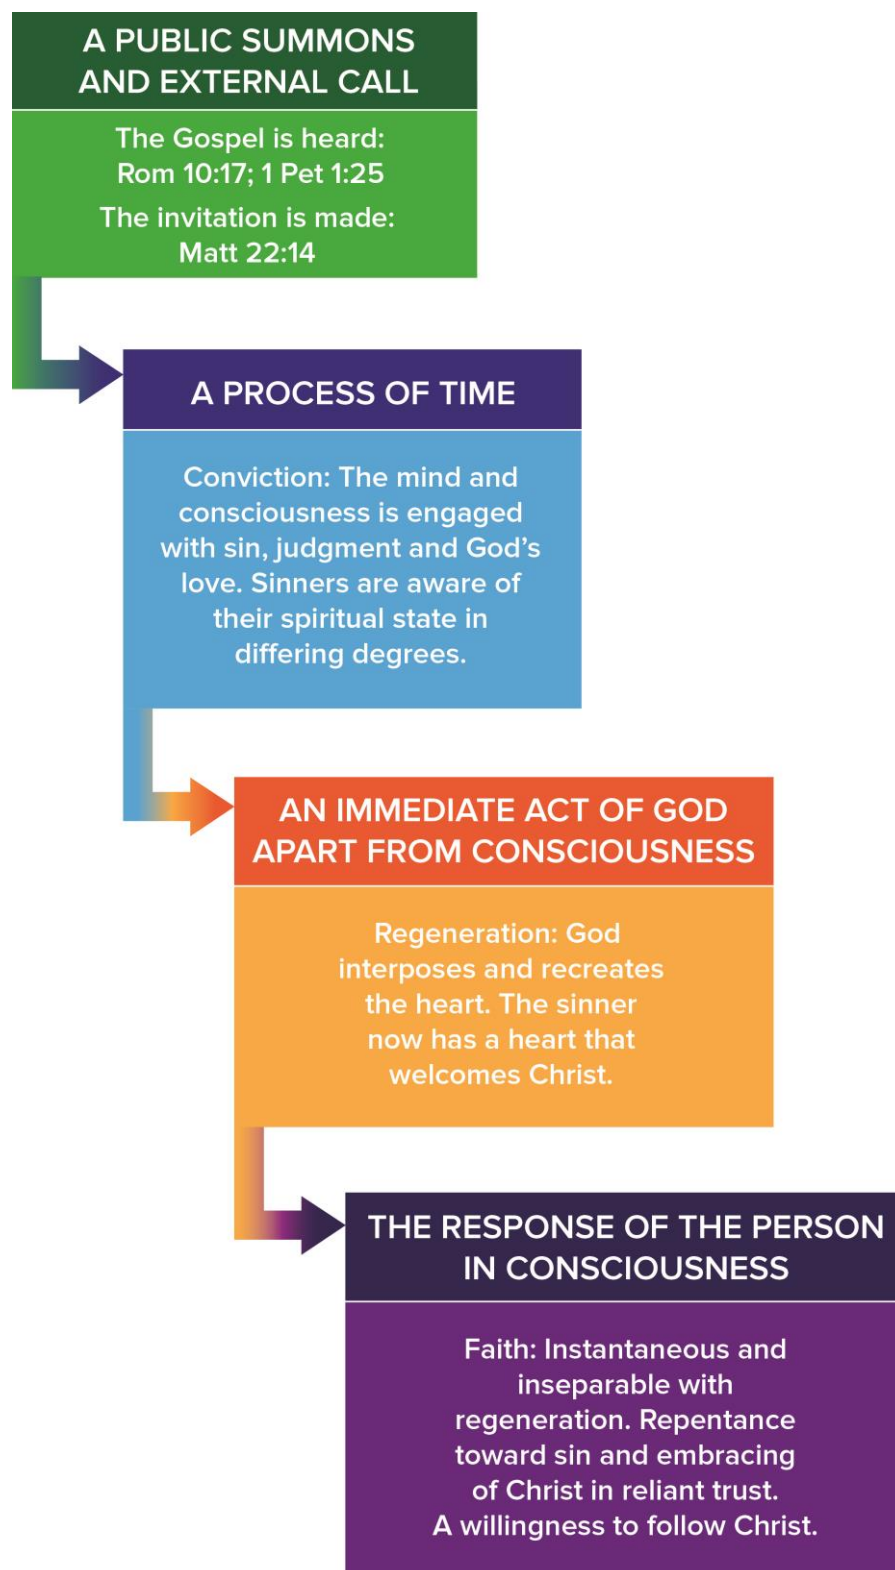 A PUBLIC SUMMONS
AND EXTERNAL CALL
The Gospel is heard:
Rom 10:17; 1 Pet 1:25
The invitation is made:
Matt 22:14
A PROCESS OF TIME
Conviction: The mind and
consciousness is engaged
with sin, judgment and God’s
love. Sinners are aware of
their spiritual state in
differing degrees.
AN IMMEDIATE ACT OF GOD
APART FROM CONSCIOUSNESS
Regeneration: God
interposes and recreates
the heart. The sinner
now has a heart that
welcomes Christ.
THE RESPONSE OF THE PERSON
IN CONSCIOUSNESS
Faith: Instantaneous and
inseparable with
regeneration. Repentance
toward sin and embracing
of Christ in reliant trust.
A willingness to follow Christ.